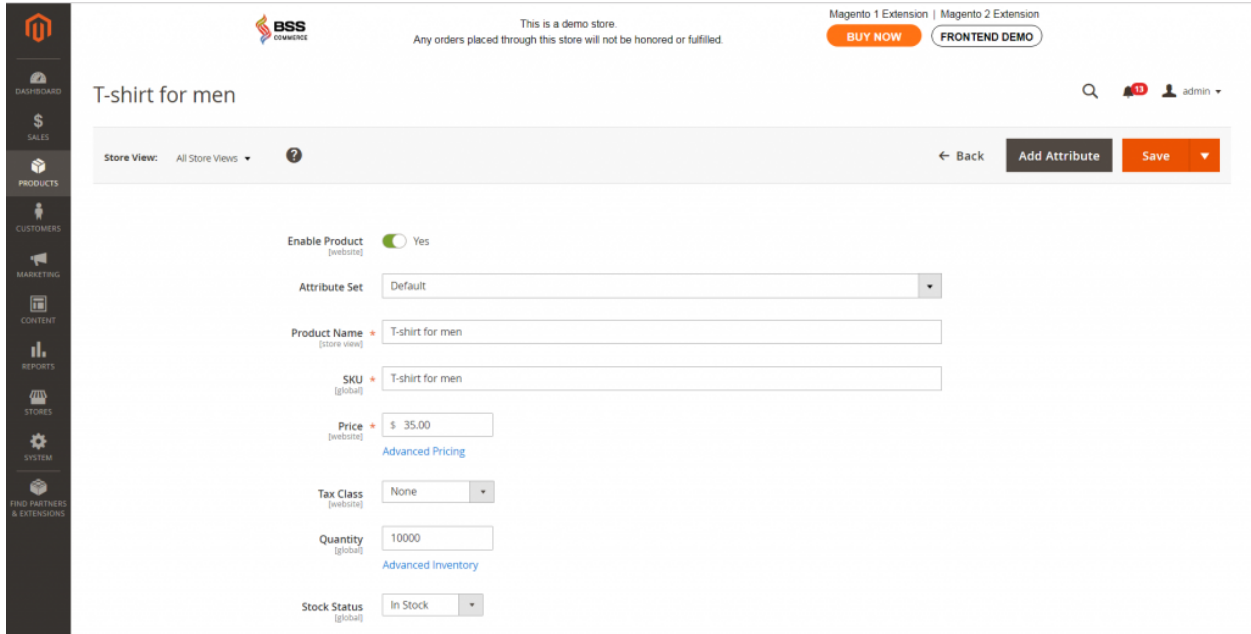 BSS
COMMERCE
This is a demo store.
Any orders placed through this store will not be honored or fulfilled.
Magento 1 Extension | Magento 2 Extension
BUY NOW
FRONTEND DEMO
DASHBOARD
SALES
PRODUCTS
CUSTOMERS
MARKETING
CONTENT
REPORTS
STORES
SYSTEM
FIND PARTNERS
& EXTENSIONS
T-shirt for men
13
admin
Store View: All Store Views
?
← Back
Add Attribute
Save
Enable Product Yes
[website]
Attribute Set Default
Product Name * T-shirt for men
[store view]
SKU * T-shirt for men
[global]
Price * $ 35.00
[website]
Advanced Pricing
Tax Class None
[website]
Quantity 10000
[global]
Advanced Inventory
Stock Status In Stock
[global]